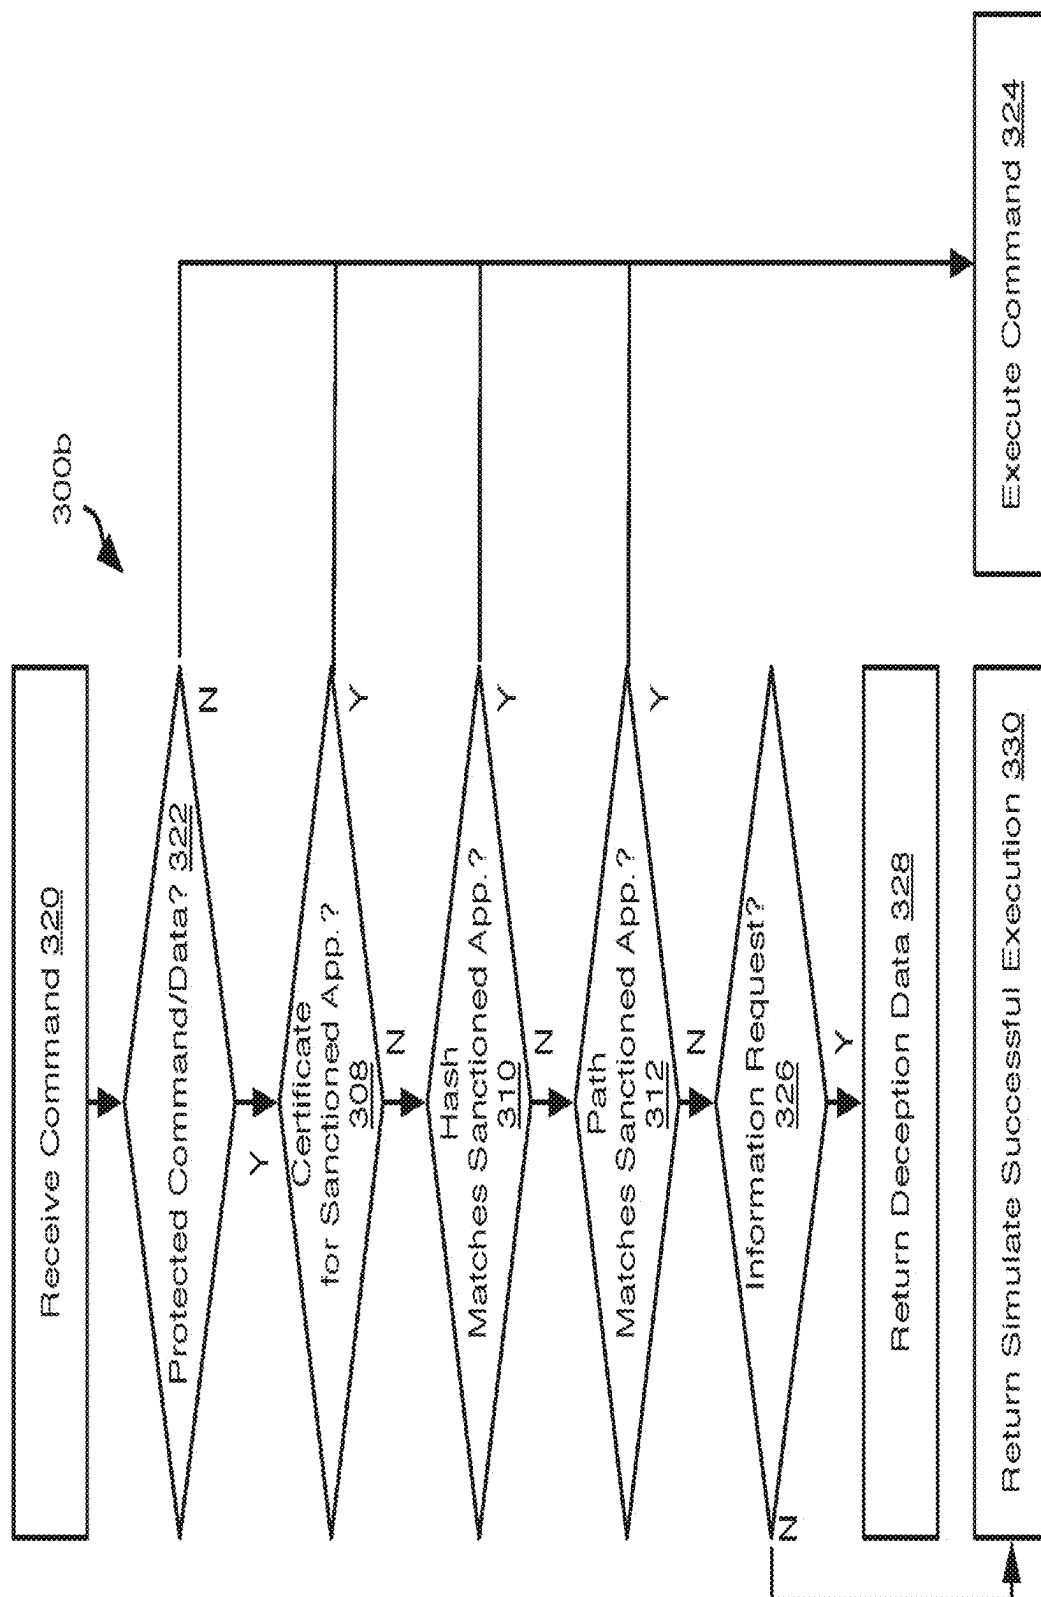 300b
Receive Command 320
Protected Command/Data? 322
N
Y
Certificate
for Sanctioned App.?
308
Y
N
Hash
Matches Sanctioned App.?
310
Y
N
Path
Matches Sanctioned App.?
312
Y
N
Information Request?
326
N
Y
Return Deception Data 328
Return Simulate Successful Execution 330
Execute Command 324